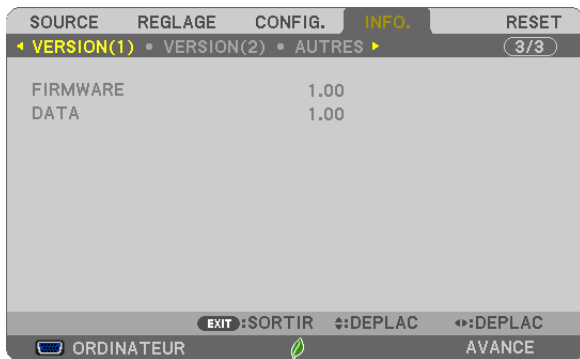 SOURCE REGLAGE CONFIG. INFO. RESET
VERSION(1) • VERSION(2) • AUTRES 3/3
FIRMWARE 1.00
DATA 1.00
EXIT:SORTIR :DEPLAC :DEPLAC
ORDINATEUR AVANCE